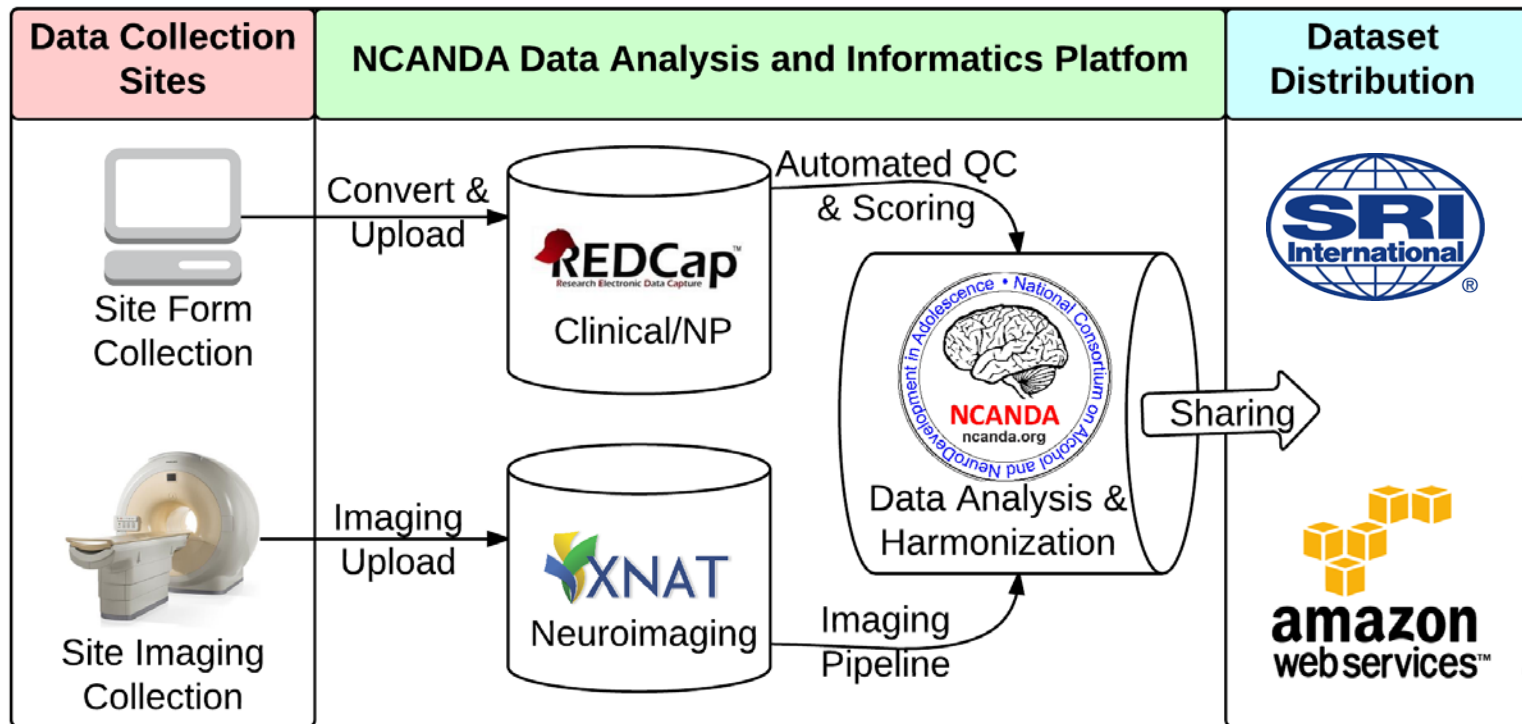 Data Collection
Sites
NCANDA Data Analysis and Informatics Platfom
Dataset
Distribution
Site Form
Collection
Convert &
Upload
REDCap™
Research Electronic Data Capture
Clinical/NP
Automated QC
& Scoring
National Consortium on Alcohol and NeuroDevelopment in Adolescence •
NCANDA
ncanda.org
Data Analysis &
Harmonization
Sharing
SRI
International
®
Site Imaging
Collection
Imaging
Upload
XNAT
Neuroimaging
Imaging
Pipeline
amazon
web services™